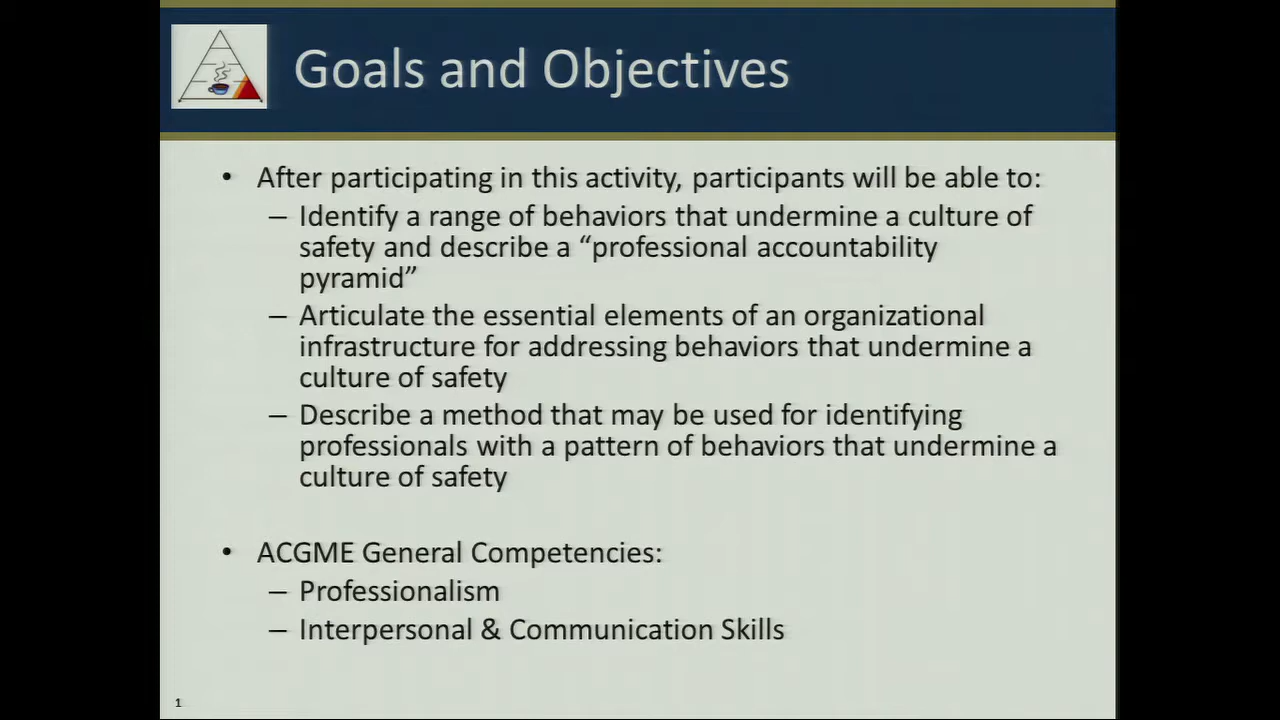 Goals and Objectives
• After participating in this activity, participants will be able to:
– Identify a range of behaviors that undermine a culture of
safety and describe a “professional accountability
pyramid”
– Articulate the essential elements of an organizational
infrastructure for addressing behaviors that undermine a
culture of safety
– Describe a method that may be used for identifying
professionals with a pattern of behaviors that undermine a
culture of safety
• ACGME General Competencies:
– Professionalism
– Interpersonal & Communication Skills
1